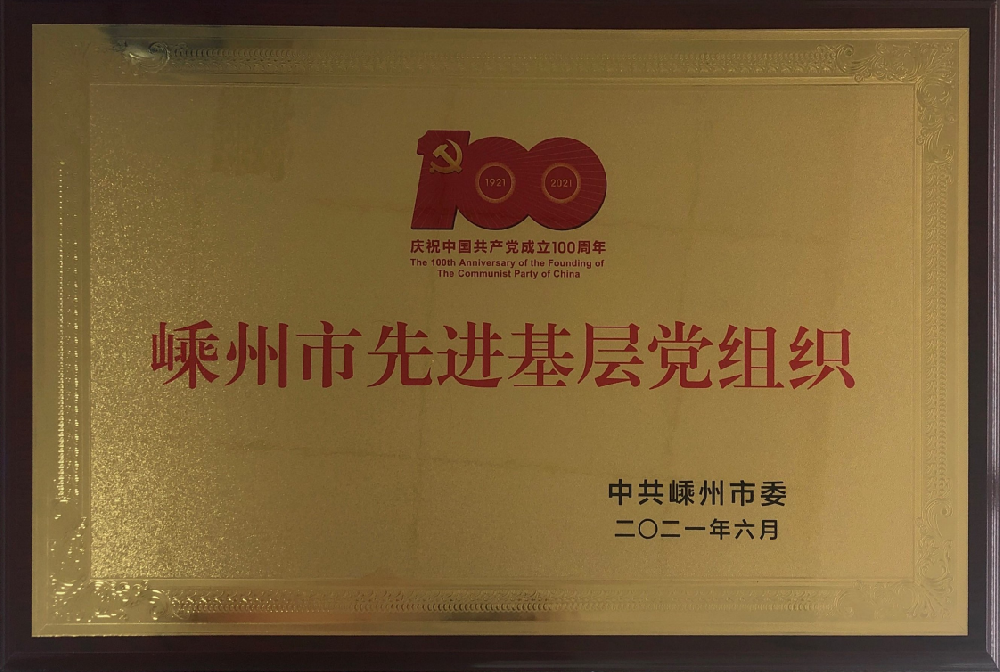 100
1921 2021
庆祝中国共产党成立100周年
The 100th Anniversary of the Founding of
The Communist Party of China
嵊州市先进基层党组织
中共嵊州市委
二〇二一年六月